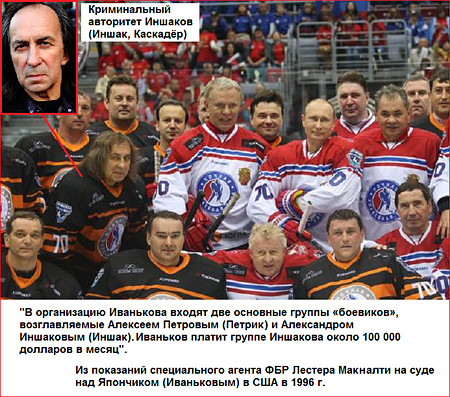 Криминальный
авторитет Иншаков
(Иншак, Каскадёр)
70
70
"В организацию Иванькова входят две основные группы «боевиков»,
возглавляемые Алексеем Петровым (Петрик) и Александром
Иншаковым (Иншак).Иваньков платит группе Иншакова около 100 000
долларов в месяц".
Из показаний специального агента ФБР Лестера Макналти на суде
над Япончиком (Иваньковым) в США в 1996 г.